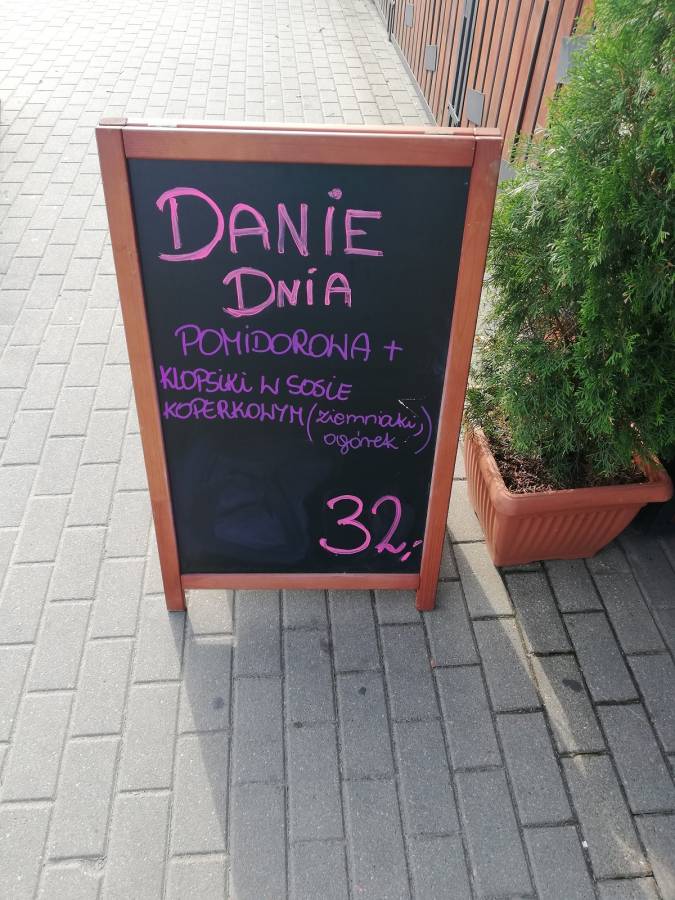 DANIE
DNIA
POMIDOROWA +
KLOPSIKI W SOSIE
KOPERKOWYM (ziemniaki,
ogórek)
32,-